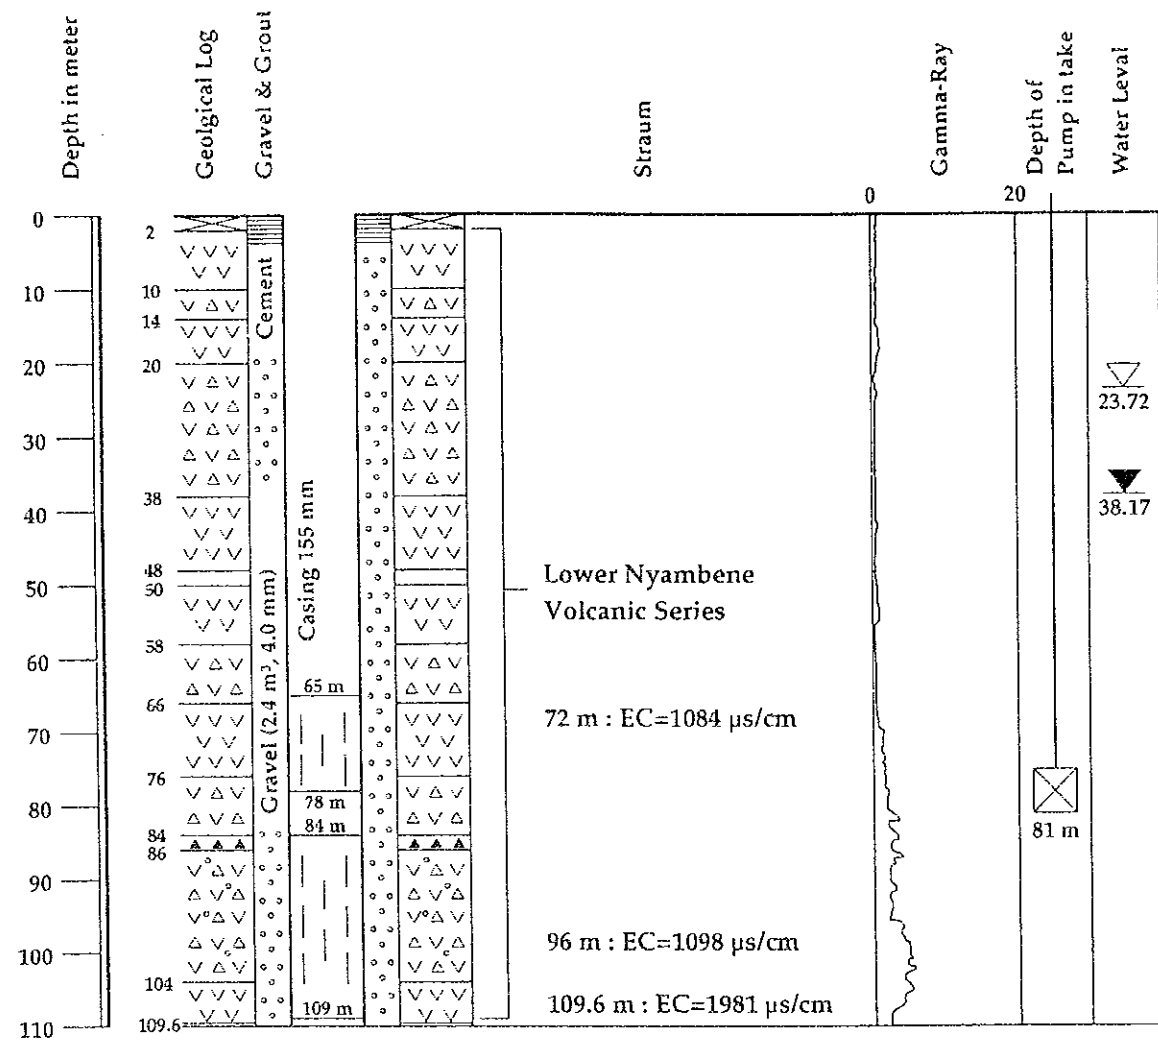 Depth in meter
Geolgical Log
Gravel & Grout
Straum
Gamma-Ray
Depth of
Pump in take
Water Leval
0
20
0
10
20
30
40
50
60
70
80
90
100
110
2
10
14
20
38
48
50
58
66
76
84
86
104
109.6
Cement
Gravel (2.4 m³, 4.0 mm)
Casing 155 mm
65 m
78 m
84 m
109 m
Lower Nyambene
Volcanic Series
72 m : EC=1084 µs/cm
96 m : EC=1098 µs/cm
109.6 m : EC=1981 µs/cm
81 m
23.72
38.17